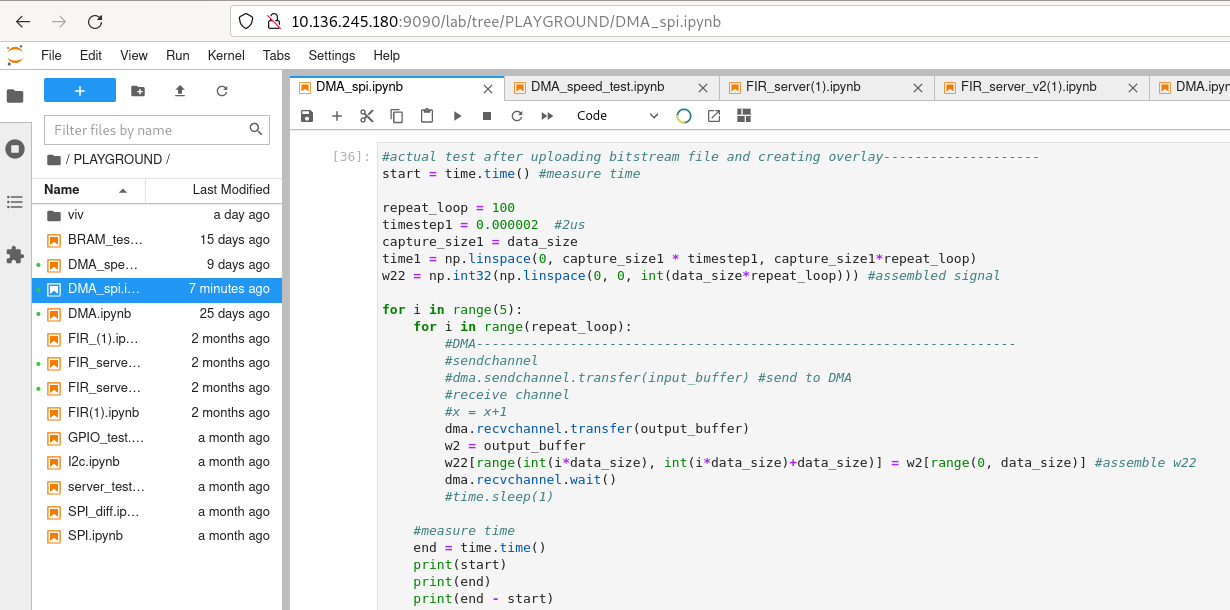 10.136.245.180:9090/lab/tree/PLAYGROUND/DMA_spi.ipynb
File Edit View Run Kernel Tabs Settings Help
DMA_spi.ipynb DMA_speed_test.ipynb FIR_server(1).ipynb FIR_server_v2(1).ipynb DMA.ipyn
Code
Filter files by name
/ PLAYGROUND /
Name Last Modified
viv a day ago
BRAM_tes... 15 days ago
DMA_spe... 9 days ago
DMA_spi.i... 7 minutes ago
DMA.ipynb 25 days ago
FIR_(1).ip... 2 months ago
FIR_serve... 2 months ago
FIR_serve... 2 months ago
FIR(1).ipynb 2 months ago
GPIO_test.... a month ago
I2c.ipynb a month ago
server_test... a month ago
SPI_diff.ip... a month ago
SPI.ipynb a month ago
[36]:
#actual test after uploading bitstream file and creating overlay--------------------
start = time.time() #measure time
repeat_loop = 100
timestep1 = 0.000002  #2us
capture_size1 = data_size
time1 = np.linspace(0, capture_size1 * timestep1, capture_size1*repeat_loop)
w22 = np.int32(np.linspace(0, 0, int(data_size*repeat_loop))) #assembled signal
for i in range(5):
    for i in range(repeat_loop):
        #DMA---------------------------------------------------------------------
        #sendchannel
        #dma.sendchannel.transfer(input_buffer) #send to DMA
        #receive channel
        #x = x+1
        dma.recvchannel.transfer(output_buffer)
        w2 = output_buffer
        w22[range(int(i*data_size), int(i*data_size)+data_size)] = w2[range(0, data_size)] #assemble w22
        dma.recvchannel.wait()
        #time.sleep(1)
    #measure time
    end = time.time()
    print(start)
    print(end)
    print(end - start)